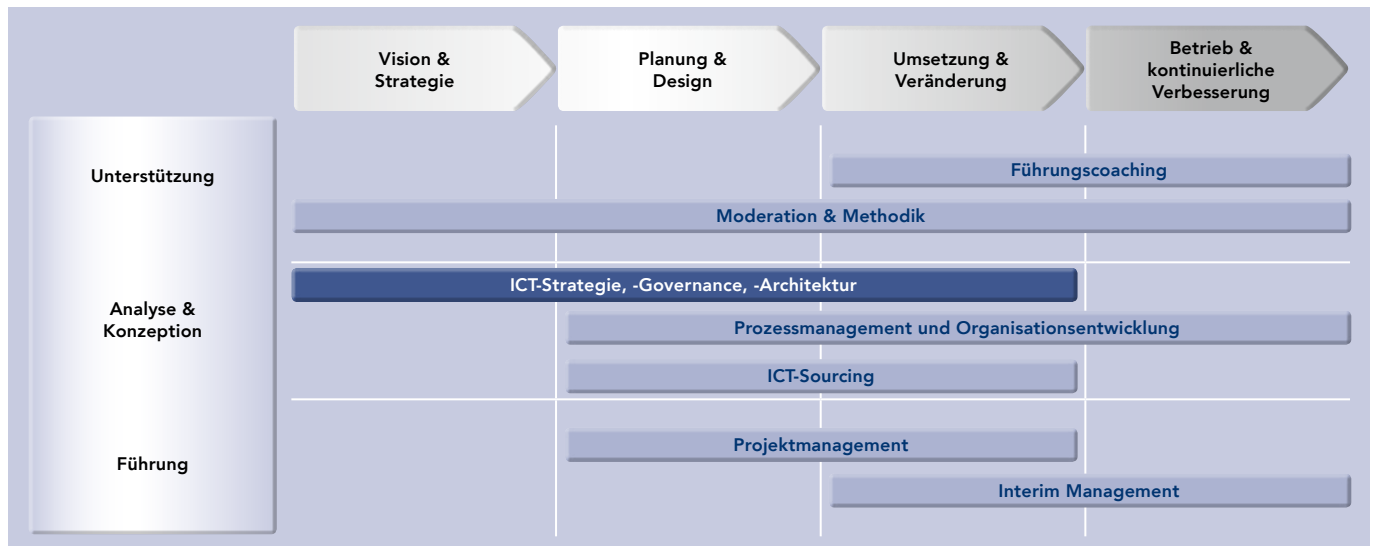 Vision &
Strategie
Planung &
Design
Umsetzung &
Veränderung
Betrieb &
kontinuierliche
Verbesserung
Unterstützung
Führungscoaching
Moderation & Methodik
Analyse &
Konzeption
ICT-Strategie, -Governance, -Architektur
Prozessmanagement und Organisationsentwicklung
ICT-Sourcing
Führung
Projektmanagement
Interim Management